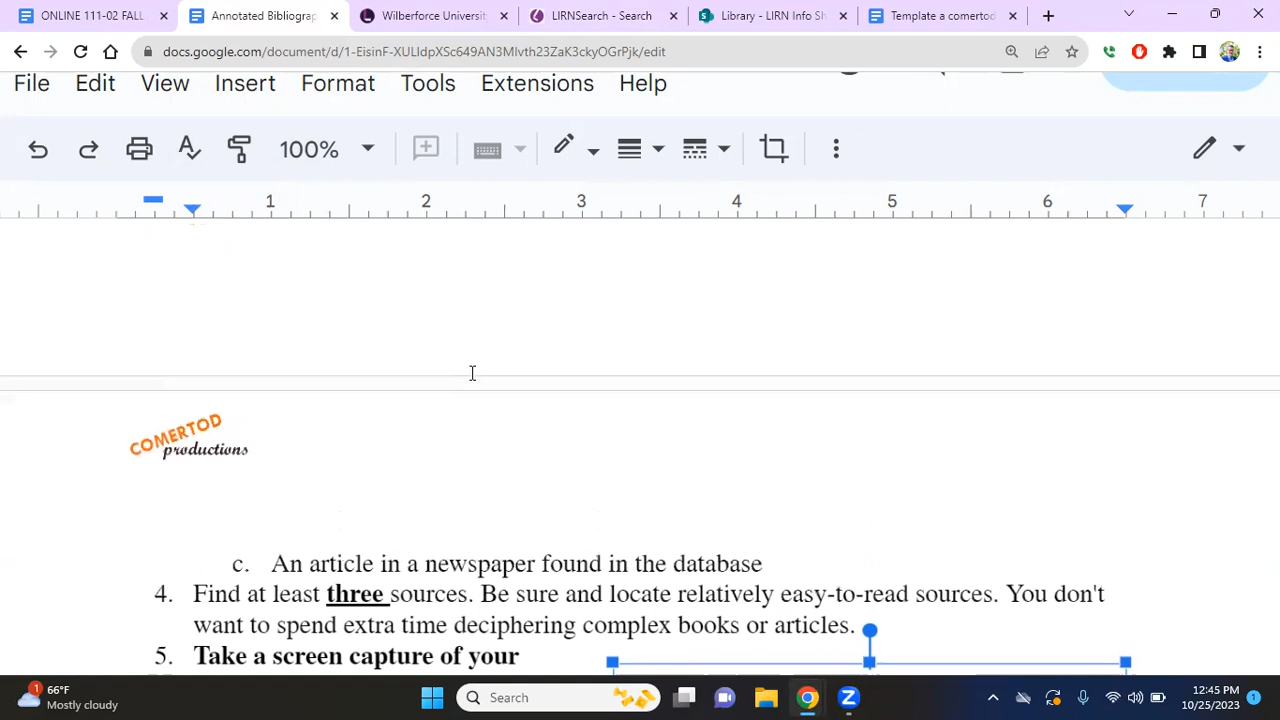 ONLINE 111-02 FALL
Annotated Bibliograp
Wilberforce Universit
LIRNSearch: Search
Library - LIRN Info Sh
Template a comertod
docs.google.com/document/d/1-EisinF-XULIdpXSc649AN3MIvth23ZaK3ckyOGrPjk/edit
File Edit View Insert Format Tools Extensions Help
100%
1 2 3 4 5 6 7
COMERTOD
productions
c. An article in a newspaper found in the database
4. Find at least three sources. Be sure and locate relatively easy-to-read sources. You don't
want to spend extra time deciphering complex books or articles.
5. Take a screen capture of your
1
66°F
Mostly cloudy
Search
12:45 PM
10/25/2023
1